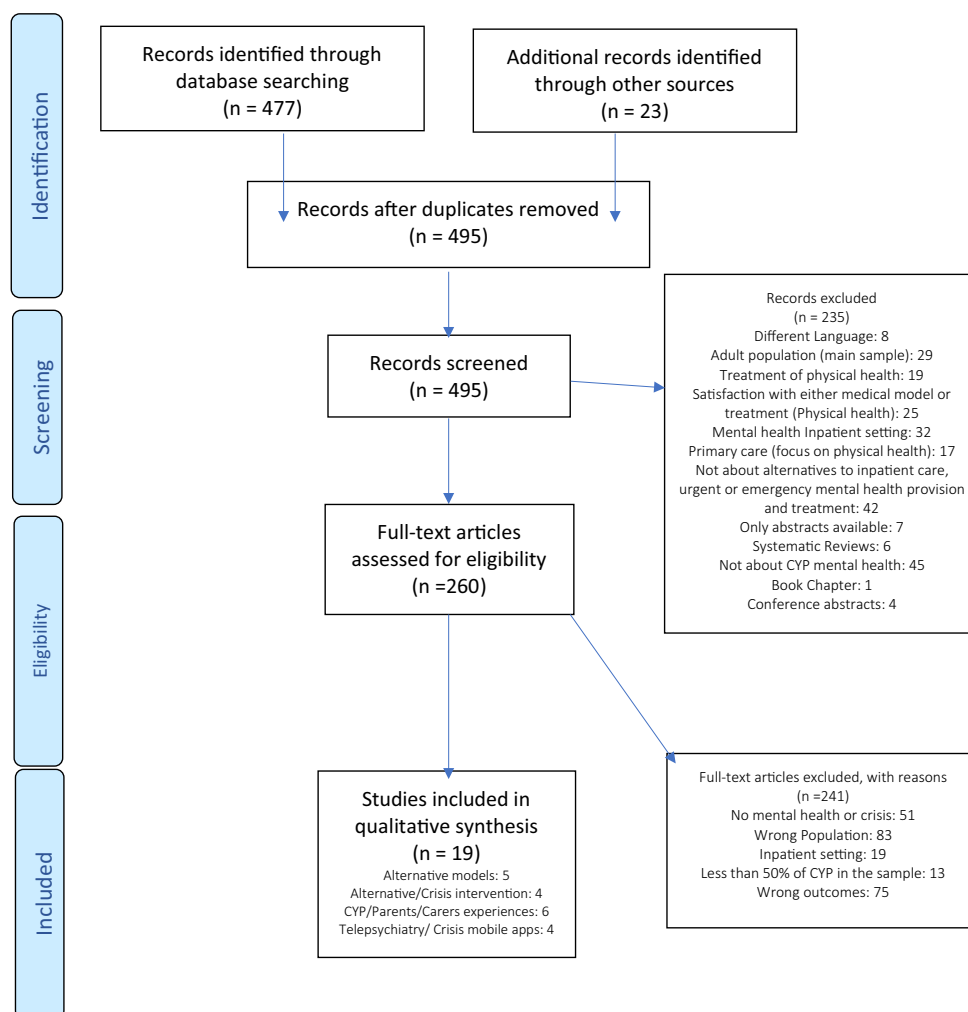 Identification
Records identified through
database searching
(n = 477)
Additional records identified
through other sources
(n = 23)
Records after duplicates removed
(n = 495)
Screening
Records screened
(n = 495)
Records excluded
(n = 235)
Different Language: 8
Adult population (main sample): 29
Treatment of physical health: 19
Satisfaction with either medical model or
treatment (Physical health): 25
Mental health Inpatient setting: 32
Primary care (focus on physical health): 17
Not about alternatives to inpatient care,
urgent or emergency mental health provision
and treatment: 42
Only abstracts available: 7
Systematic Reviews: 6
Not about CYP mental health: 45
Book Chapter: 1
Conference abstracts: 4
Eligibility
Full-text articles
assessed for eligibility
(n =260)
Full-text articles excluded, with reasons
(n =241)
No mental health or crisis: 51
Wrong Population: 83
Inpatient setting: 19
Less than 50% of CYP in the sample: 13
Wrong outcomes: 75
Included
Studies included in
qualitative synthesis
(n = 19)
Alternative models: 5
Alternative/Crisis intervention: 4
CYP/Parents/Carers experiences: 6
Telepsychiatry/ Crisis mobile apps: 4